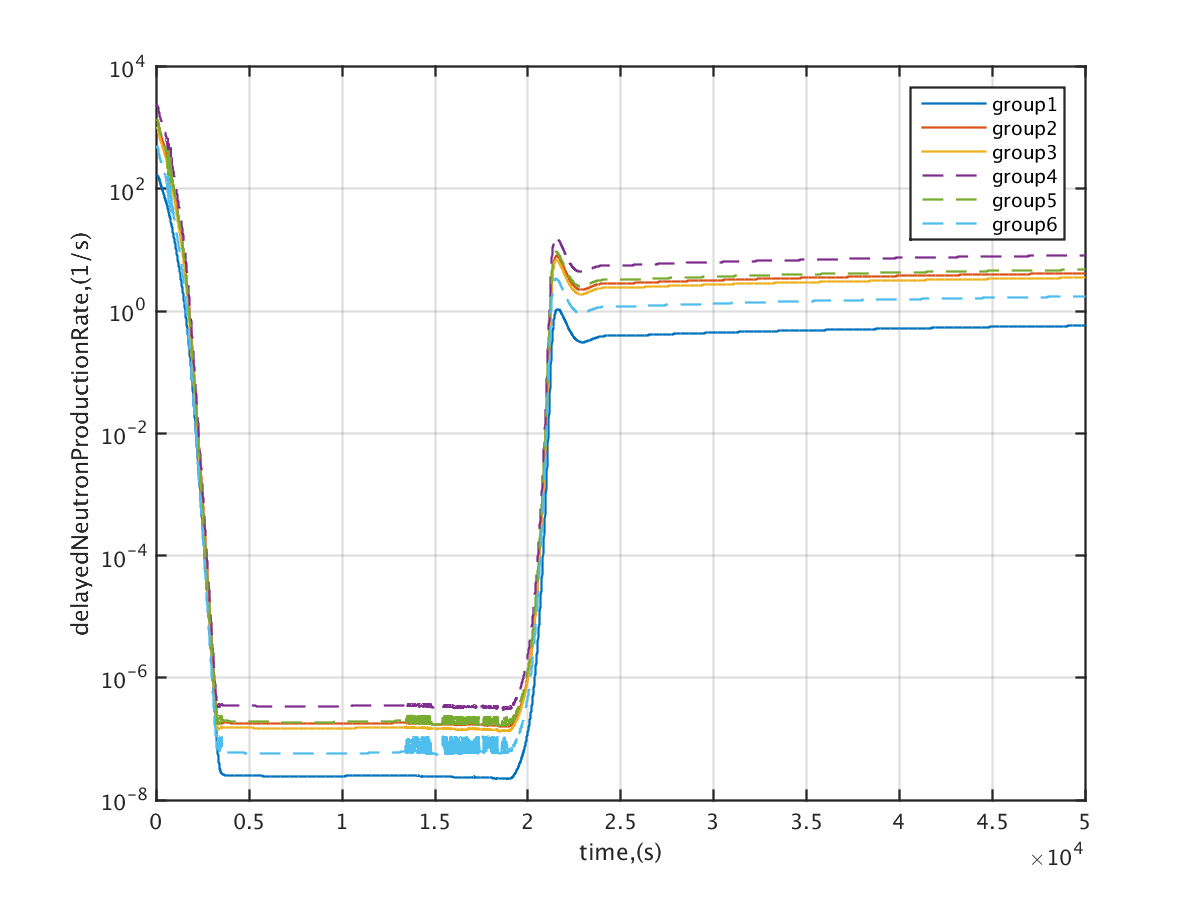 10^4
10^2
10^0
10^-2
10^-4
10^-6
10^-8
delayedNeutronProductionRate,(1/s)
group1
group2
group3
group4
group5
group6
0 0.5 1 1.5 2 2.5 3 3.5 4 4.5 5
time,(s)
×10^4